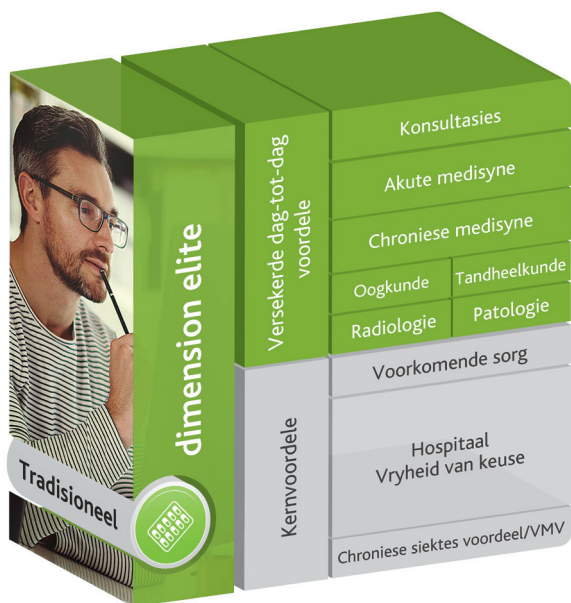 Tradisioneel
dimension elite
Versekerde dag-tot-dag
voordele
Konsultasies
Akute medisyne
Chroniese medisyne
Oogkunde
Tandheelkunde
Radiologie
Patologie
Kernvoordele
Voorkomende sorg
Hospitaal
Vryheid van keuse
Chroniese siektes voordeel/VMV